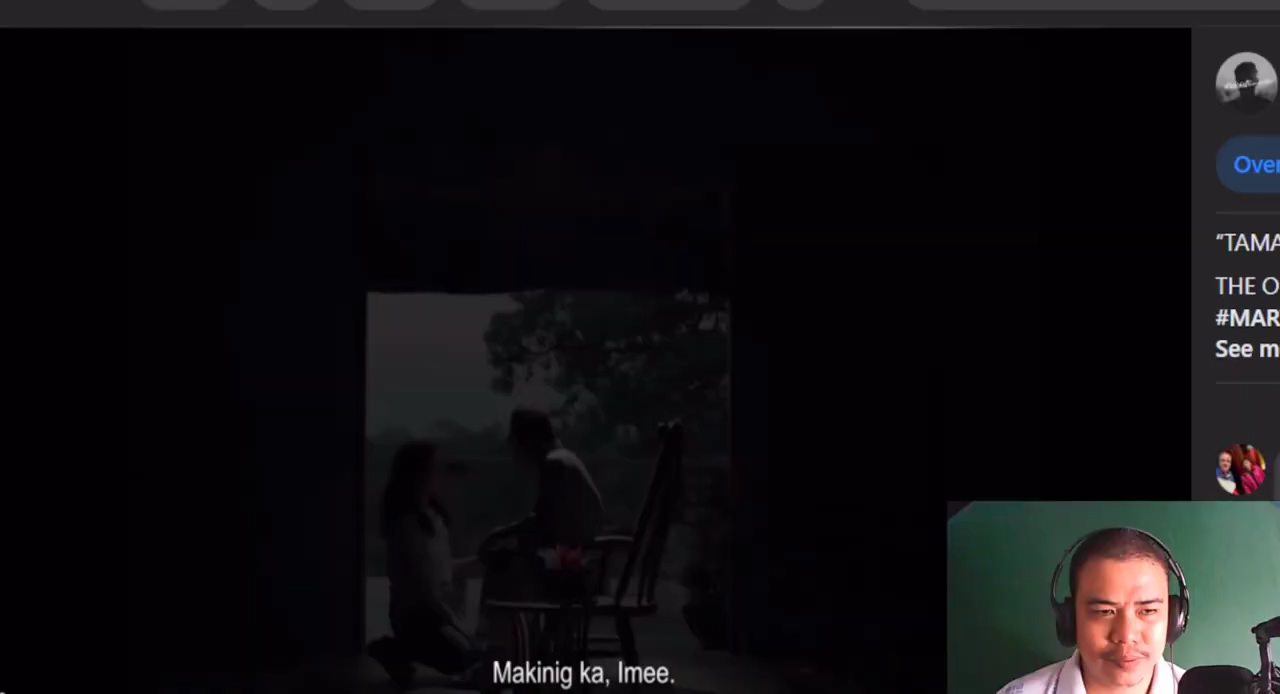 Over
“TAMA
THE O
#MAR
See m
Makinig ka, Imee.